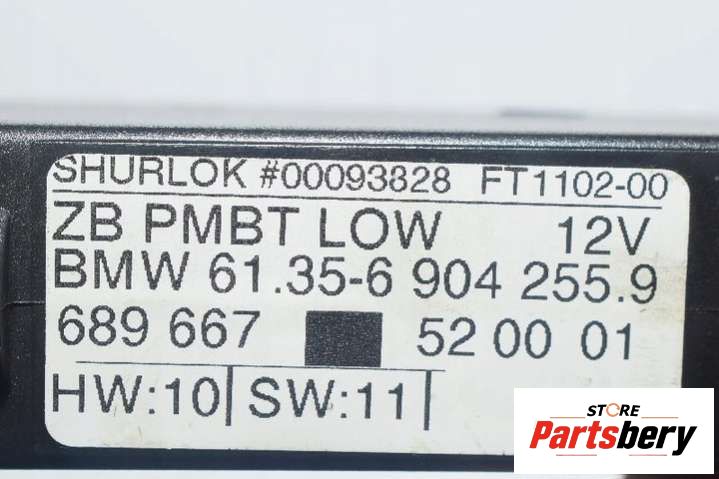 SHURLOK #00093828 FT1102-00
ZB PMBT LOW 12V
BMW 61.35-6 904 255.9
689 667 52 00 01
HW:10 SW:11
STORE
Partsbery